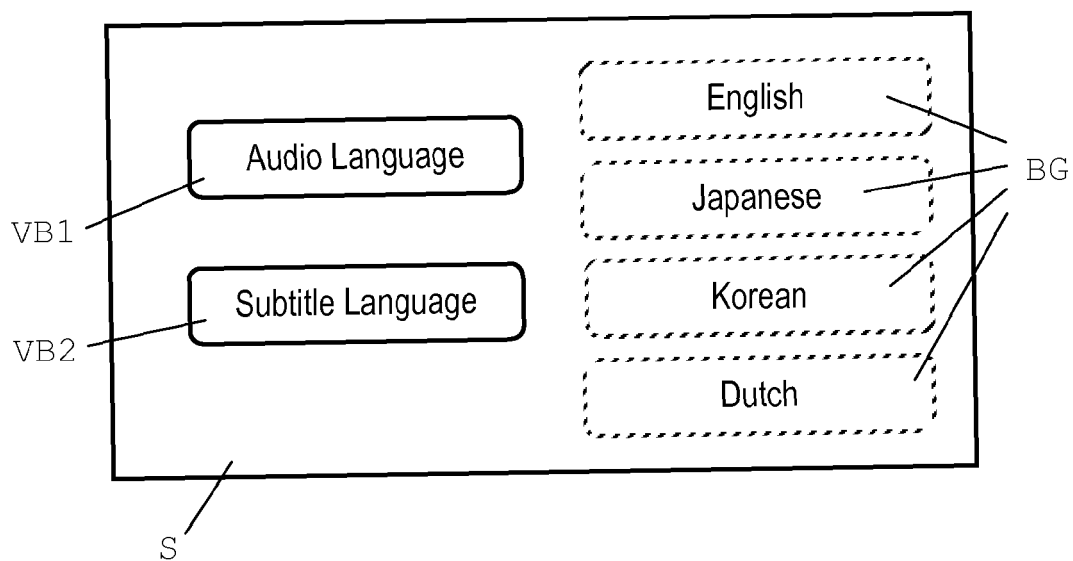 English
Audio Language
Japanese
BG
VB1
Subtitle Language
Korean
VB2
Dutch
S